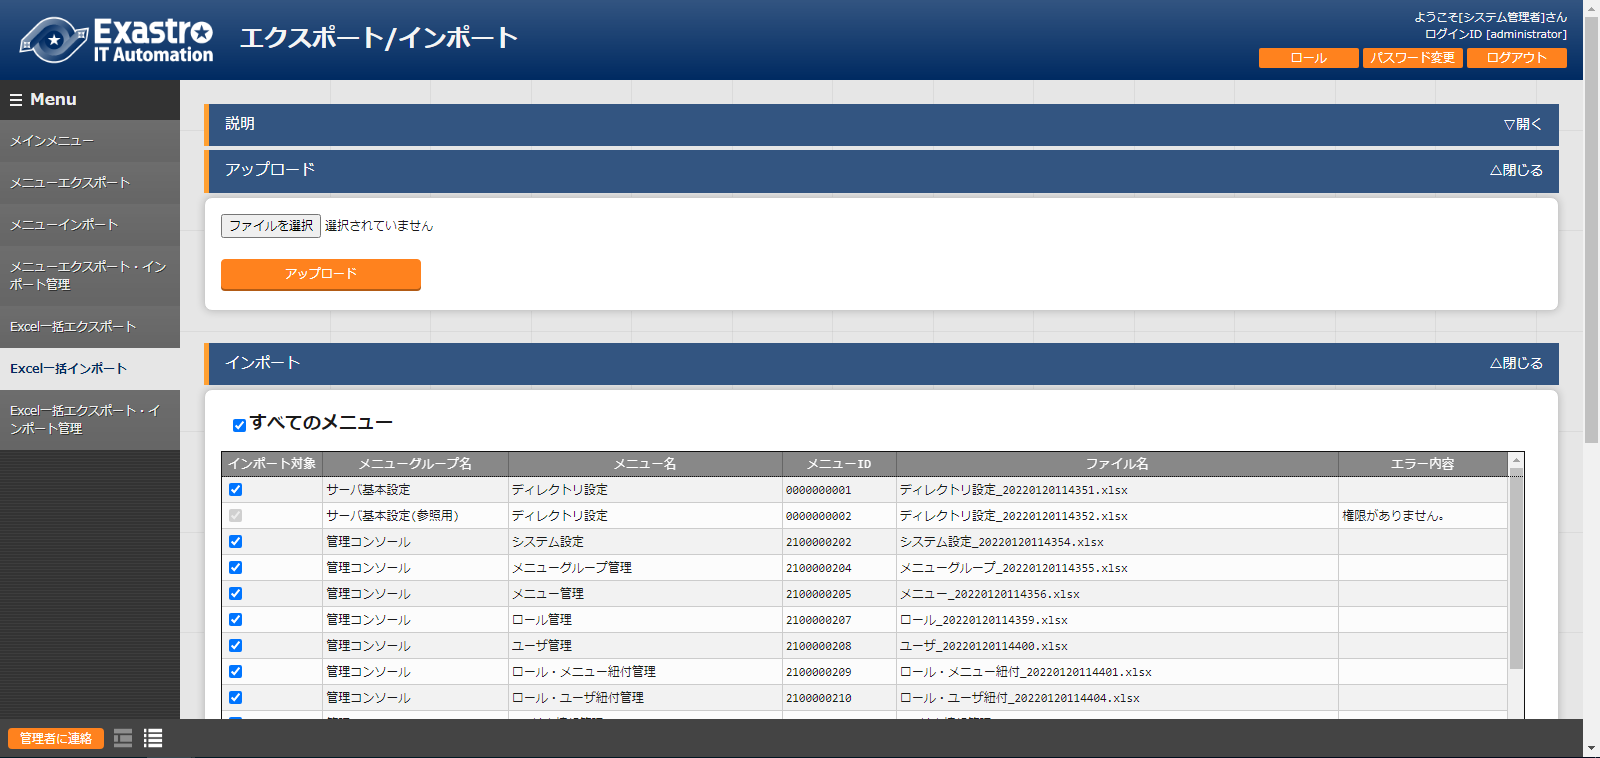 Exastro
IT Automation
エクスポート/インポート
ようこそ[システム管理者]さん
ログインID [administrator]
ロール
パスワード変更
ログアウト
Menu
メインメニュー
メニューエクスポート
メニューインポート
メニューエクスポート・イン
ポート管理
Excel一括エクスポート
Excel一括インポート
Excel一括エクスポート・イ
ンポート管理
説明 ▽開く
アップロード △閉じる
ファイルを選択 選択されていません
アップロード
インポート △閉じる
すべてのメニュー
インポート対象 メニューグループ名 メニュー名 メニューID ファイル名 エラー内容
サーバ基本設定 ディレクトリ設定 0000000001 ディレクトリ設定_20220120114351.xlsx
サーバ基本設定(参照用) ディレクトリ設定 0000000002 ディレクトリ設定_20220120114352.xlsx 権限がありません。
管理コンソール システム設定 2100000202 システム設定_20220120114354.xlsx
管理コンソール メニューグループ管理 2100000204 メニューグループ_20220120114355.xlsx
管理コンソール メニュー管理 2100000205 メニュー_20220120114356.xlsx
管理コンソール ロール管理 2100000207 ロール_20220120114359.xlsx
管理コンソール ユーザ管理 2100000208 ユーザ_20220120114400.xlsx
管理コンソール ロール・メニュー紐付管理 2100000209 ロール・メニュー紐付_20220120114401.xlsx
管理コンソール ロール・ユーザ紐付管理 2100000210 ロール・ユーザ紐付_20220120114404.xlsx
管理者に連絡